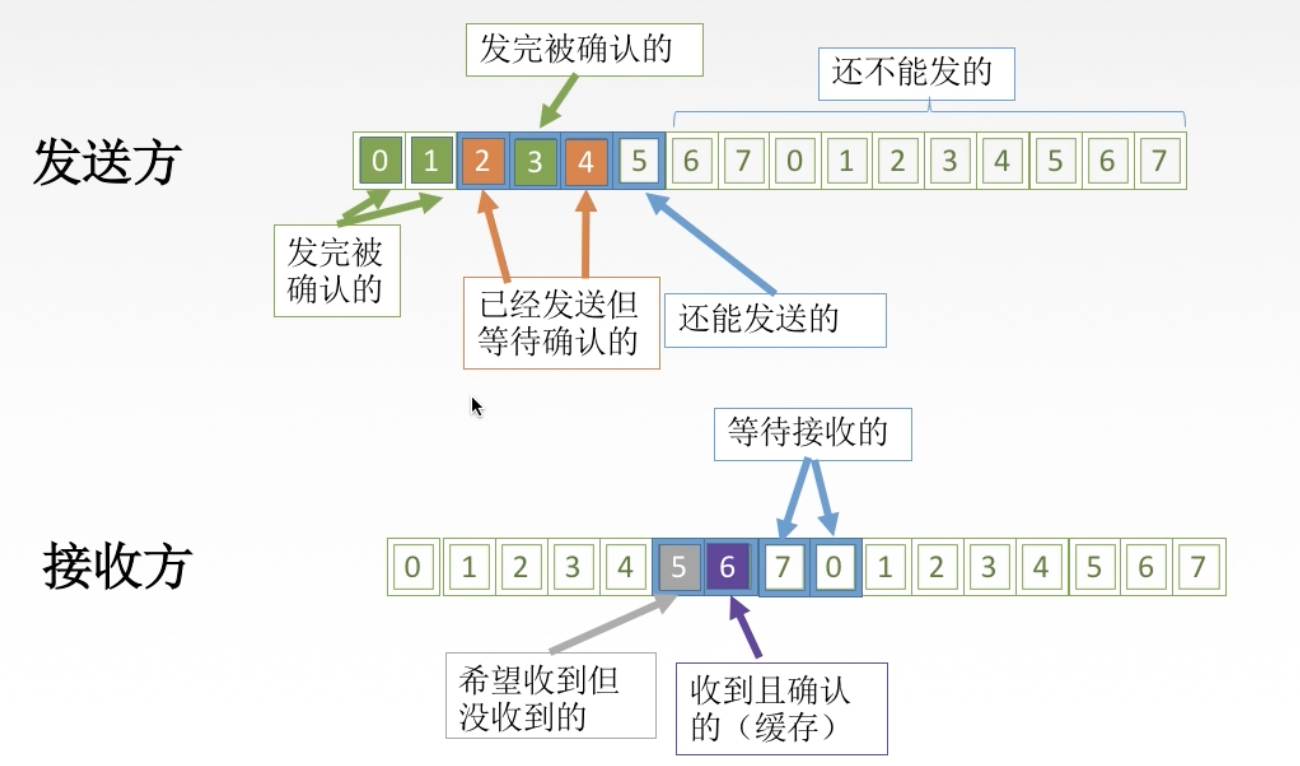 发完被确认的
还不能发的
发送方
0 1 2 3 4 5 6 7 0 1 2 3 4 5 6 7
发完被
确认的
已经发送但
等待确认的
还能发送的
等待接收的
接收方
0 1 2 3 4 5 6 7 0 1 2 3 4 5 6 7
希望收到但
没收到的
收到且确认
的（缓存）